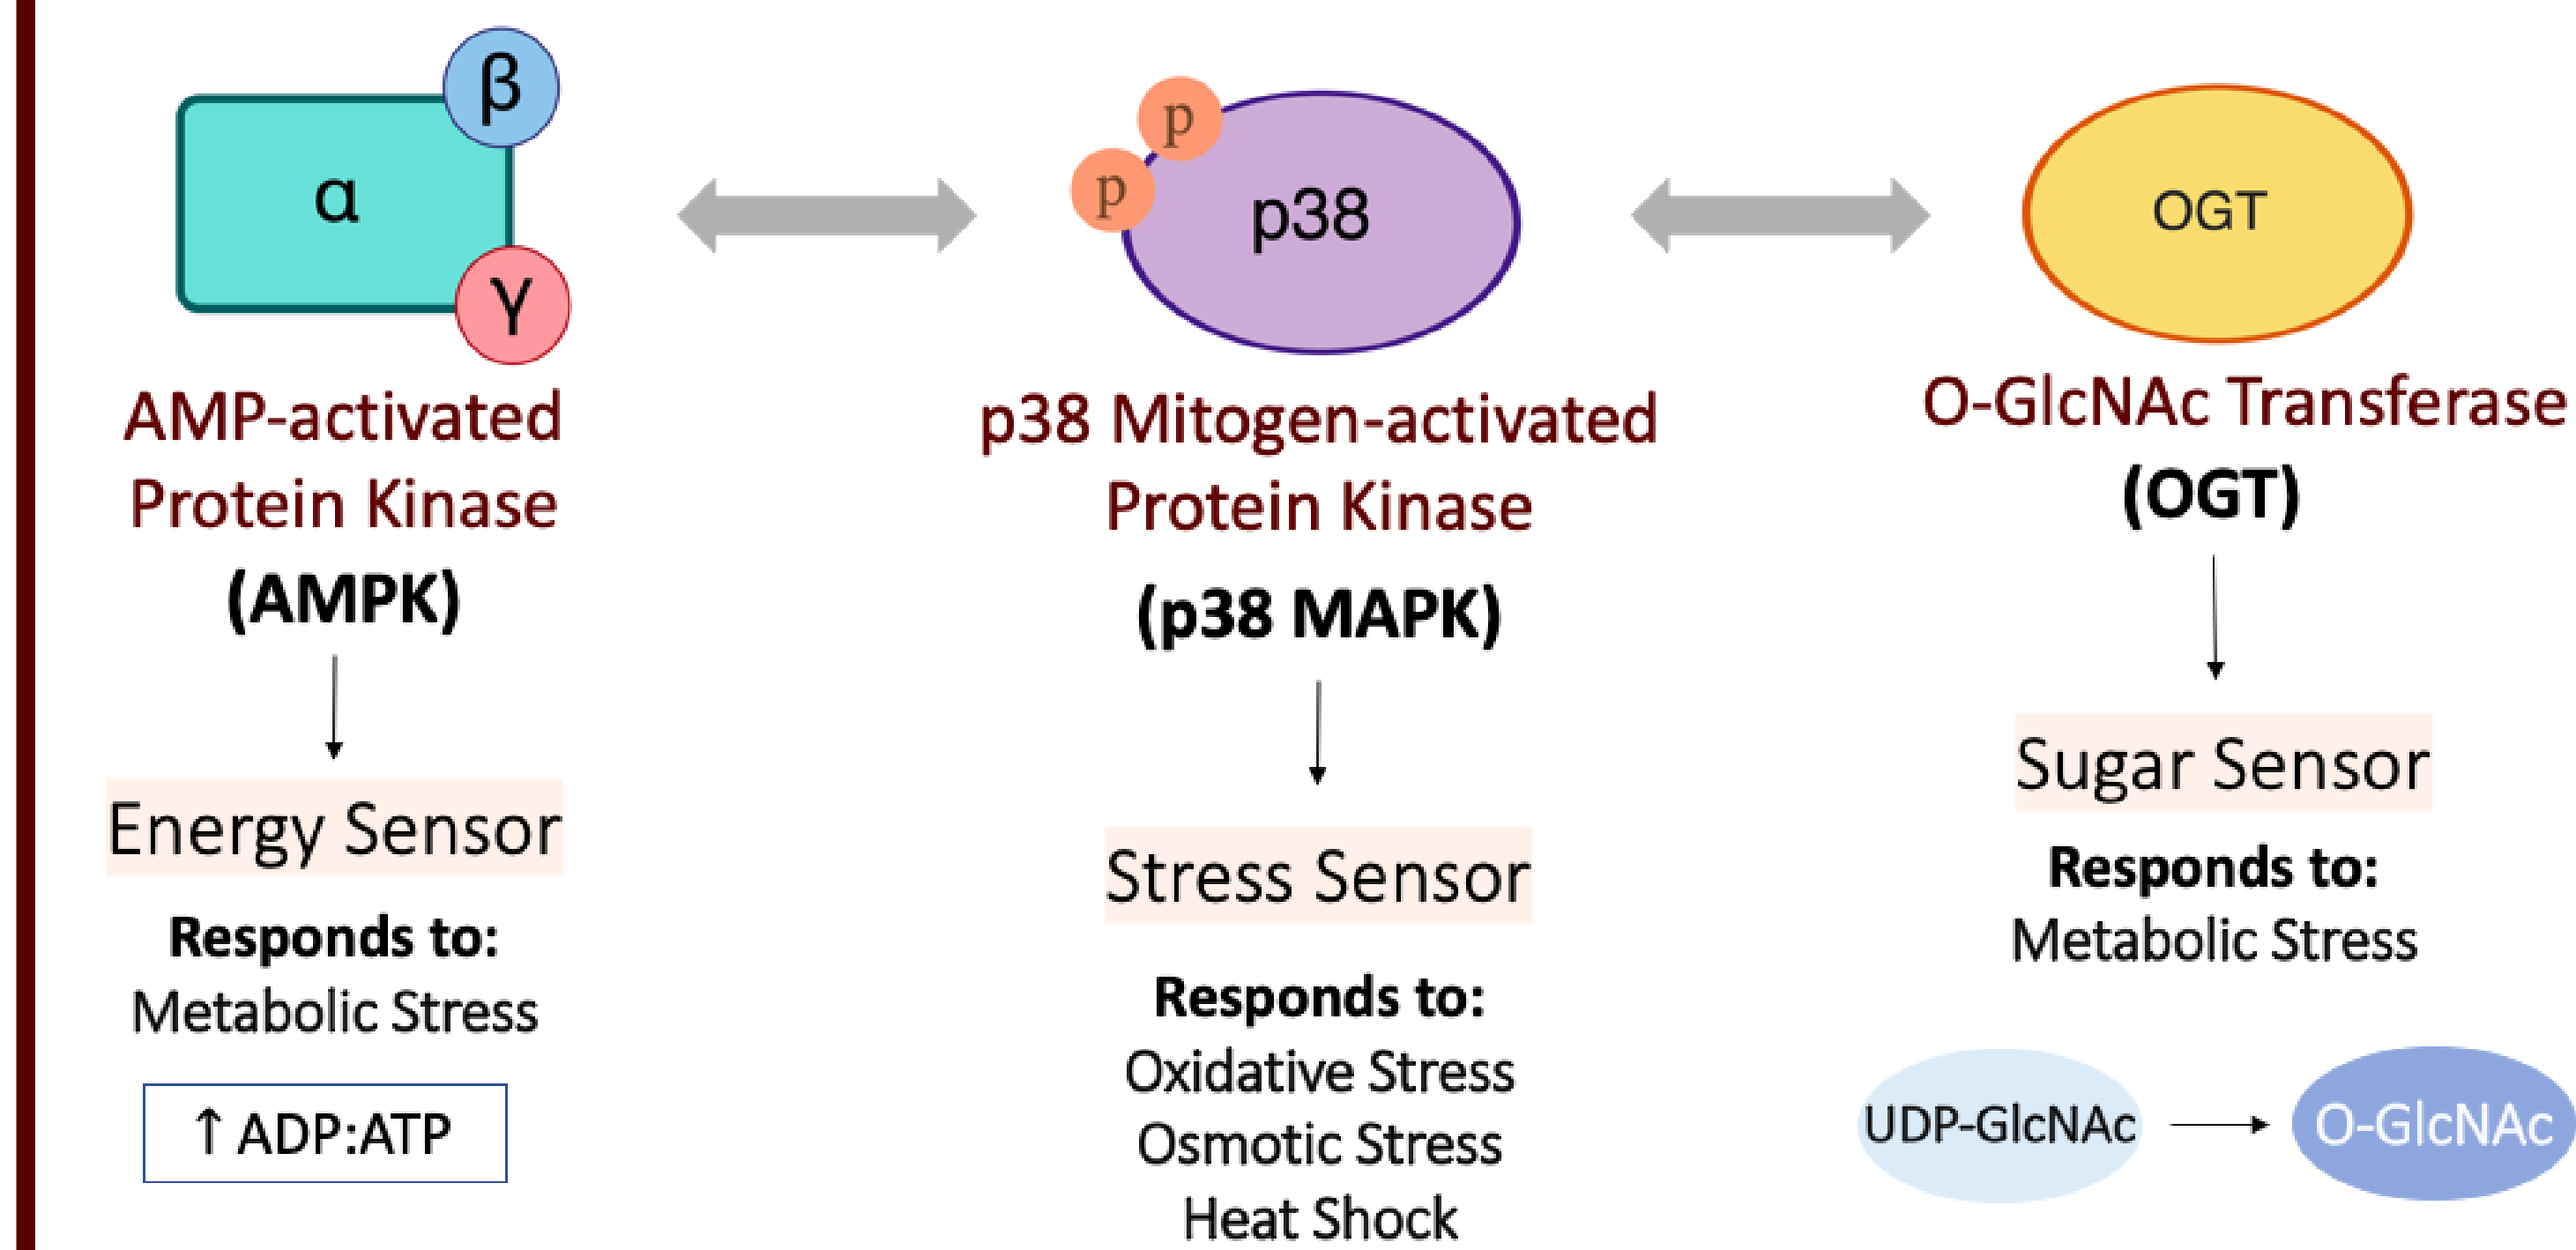 α
β
γ
AMP-activated
Protein Kinase
(AMPK)
Energy Sensor
Responds to:
Metabolic Stress
↑ ADP:ATP
p
p
p38
p38 Mitogen-activated
Protein Kinase
(p38 MAPK)
Stress Sensor
Responds to:
Oxidative Stress
Osmotic Stress
Heat Shock
OGT
O-GlcNAc Transferase
(OGT)
Sugar Sensor
Responds to:
Metabolic Stress
UDP-GlcNAc
O-GlcNAc